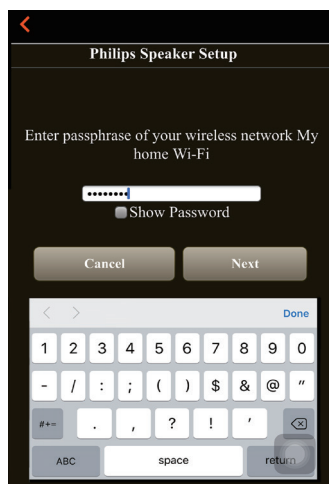 Philips Speaker Setup
Enter passphrase of your wireless network My
home Wi-Fi
••••••••
Show Password
Cancel Next
Done
1 2 3 4 5 6 7 8 9 0
- / : ; ( ) $ & @ "
#+= . , ? ! '
ABC space return